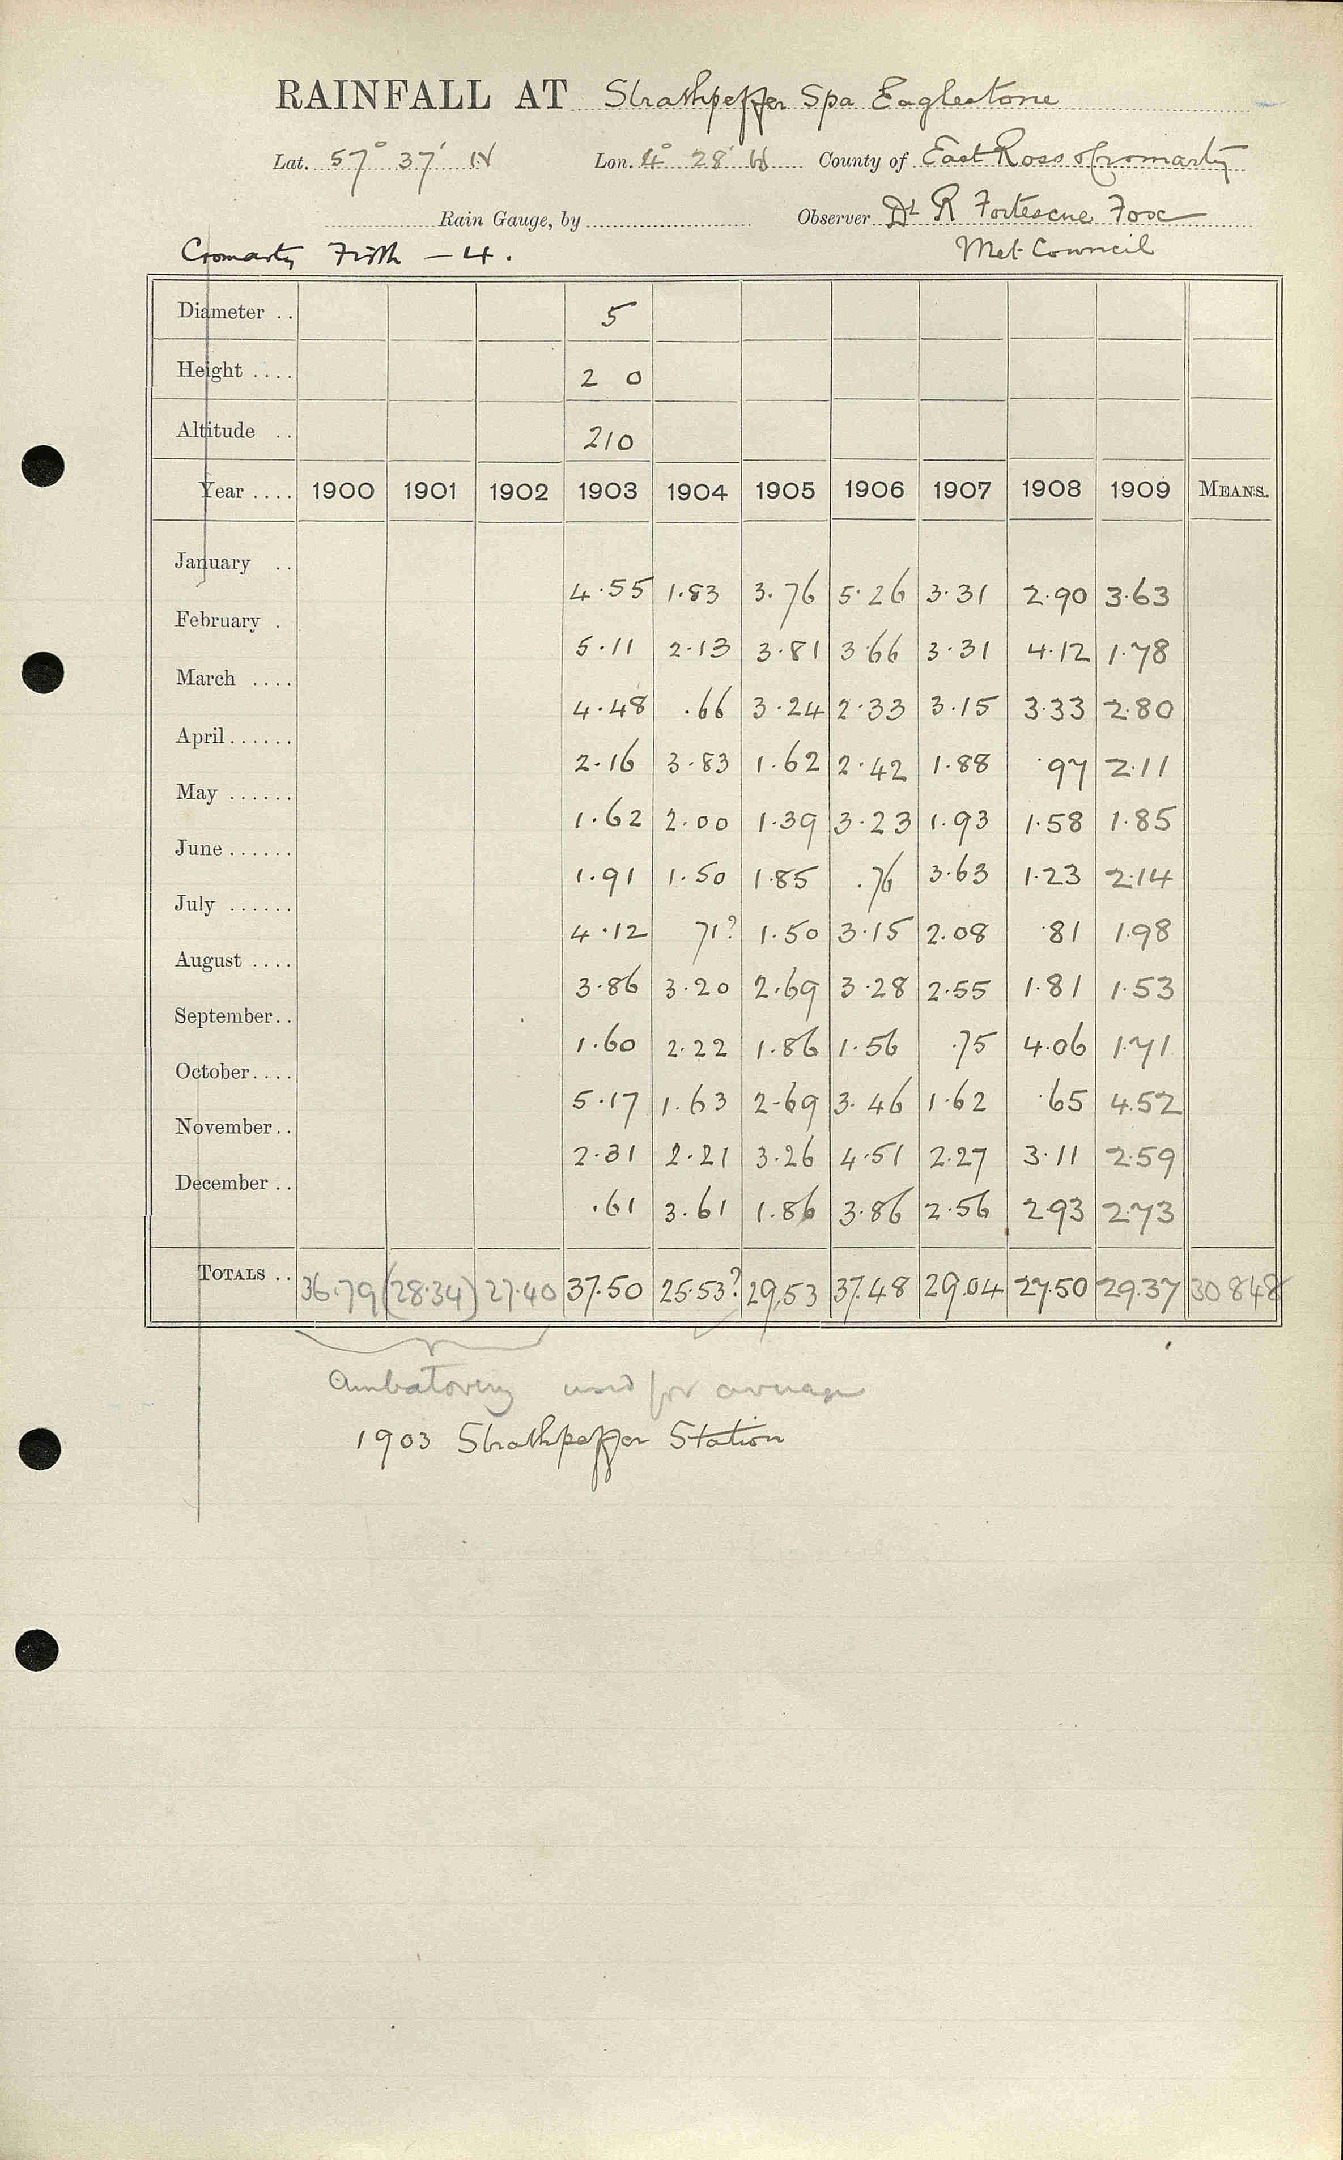 RAINFALL AT Strathpeffer Spa Eaglestone
Lat. 57° 37' N Lon. 4° 28' W County of East Ross & Cromarty
Rain Gauge, by Observer Dr R Fortescue Fox
Cromarty Firth - 4. Met Council
Diameter .. 5
Height .... 2 0
Altitude .. 210
Year .... 1900 1901 1902 1903 1904 1905 1906 1907 1908 1909 MEANS.
January .. 4.55 1.83 3.76 5.26 3.31 2.90 3.63
February . 5.11 2.13 3.81 3.66 3.31 4.12 1.78
March .... 4.48 .66 3.24 2.33 3.15 3.33 2.80
April ...... 2.16 3.83 1.62 2.42 1.88 .97 2.11
May ...... 1.62 2.00 1.39 3.23 1.93 1.58 1.85
June ...... 1.91 1.50 1.85 .76 3.63 1.23 2.14
July ...... 4.12 71? 1.50 3.15 2.08 .81 1.98
August .... 3.86 3.20 2.69 3.28 2.55 1.81 1.53
September.. 1.60 2.22 1.86 1.56 .75 4.06 1.71
October.... 5.17 1.63 2.69 3.46 1.62 .65 4.52
November.. 2.31 2.21 3.26 4.51 2.27 3.11 2.59
December .. .61 3.61 1.86 3.86 2.56 2.93 2.73
TOTALS .. 36.79 (28.34) 27.40 37.50 25.53? 29.53 37.48 29.04 27.50 29.37 30 848
used for average
1903 Strathpeffer Station